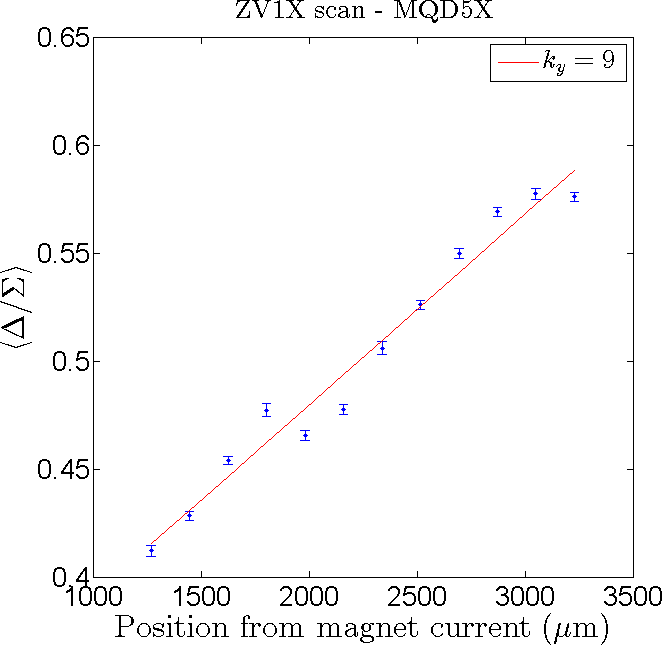 ZV1X scan - MQD5X
0.65
0.6
0.55
0.5
0.45
0.4
k_y = 9
⟨Δ/Σ⟩
1000 1500 2000 2500 3000 3500
Position from magnet current (μm)